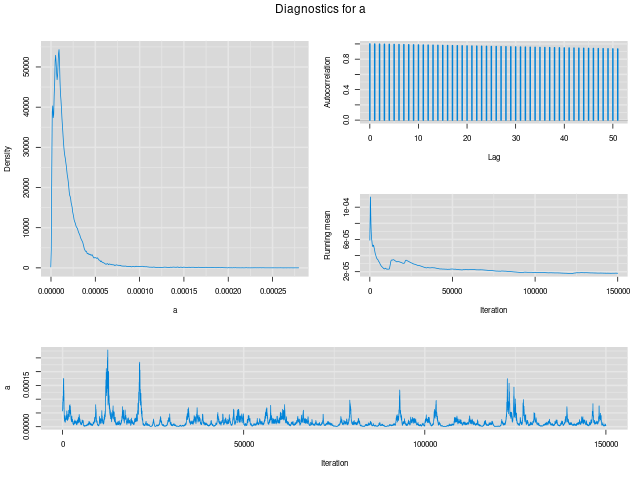 Diagnostics for a
Density
0 10000 20000 30000 40000 50000
0.00000 0.00005 0.00010 0.00015 0.00020 0.00025
a
Autocorrelation
0.0 0.4 0.8
0 10 20 30 40 50
Lag
Running mean
2e-05 6e-05 1e-04
0 50000 100000 150000
Iteration
a
0.00000 0.00015
0 50000 100000 150000
Iteration